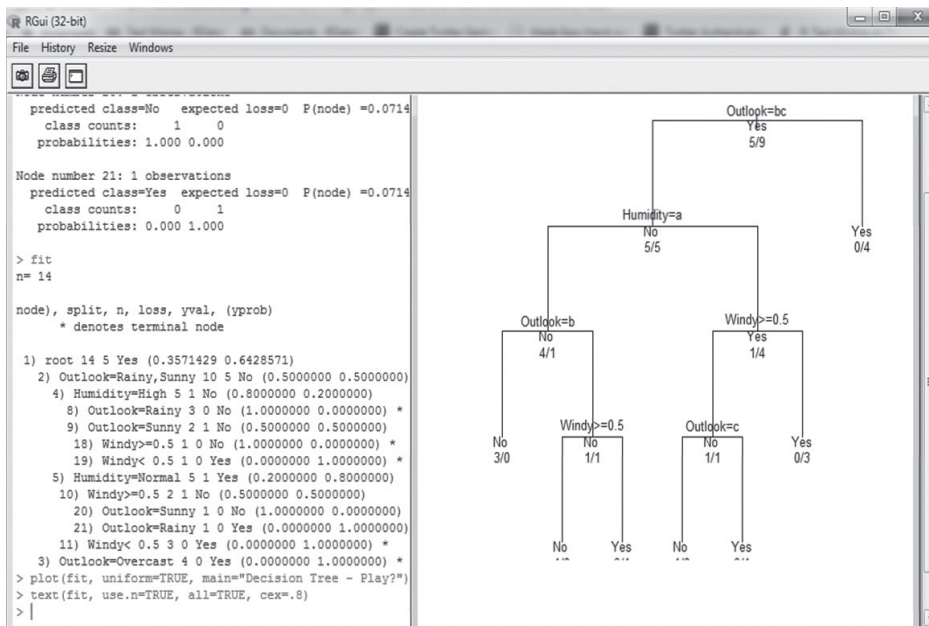 RGui (32-bit)
File History Resize Windows
predicted class=No expected loss=0 P(node) =0.0714
class counts: 1 0
probabilities: 1.000 0.000
Node number 21: 1 observations
predicted class=Yes expected loss=0 P(node) =0.0714
class counts: 0 1
probabilities: 0.000 1.000
> fit
n= 14
node), split, n, loss, yval, (yprob)
* denotes terminal node
1) root 14 5 Yes (0.3571429 0.6428571)
2) Outlook=Rainy,Sunny 10 5 No (0.5000000 0.5000000)
4) Humidity=High 5 1 No (0.8000000 0.2000000)
8) Outlook=Rainy 3 0 No (1.0000000 0.0000000) *
9) Outlook=Sunny 2 1 No (0.5000000 0.5000000)
18) Windy>=0.5 1 0 No (1.0000000 0.0000000) *
19) Windy< 0.5 1 0 Yes (0.0000000 1.0000000) *
5) Humidity=Normal 5 1 Yes (0.2000000 0.8000000)
10) Windy>=0.5 2 1 No (0.5000000 0.5000000)
20) Outlook=Sunny 1 0 No (1.0000000 0.0000000)
21) Outlook=Rainy 1 0 Yes (0.0000000 1.0000000)
11) Windy< 0.5 3 0 Yes (0.0000000 1.0000000) *
3) Outlook=Overcast 4 0 Yes (0.0000000 1.0000000) *
> plot(fit, uniform=TRUE, main="Decision Tree - Play?")
> text(fit, use.n=TRUE, all=TRUE, cex=.8)
> |
Outlook=bc
Yes
5/9
Humidity=a
No
5/5
Yes
0/4
Outlook=b
No
4/1
Windy>=0.5
Yes
1/4
No
3/0
Windy>=0.5
No
1/1
Outlook=c
No
1/1
Yes
0/3
No Yes No Yes